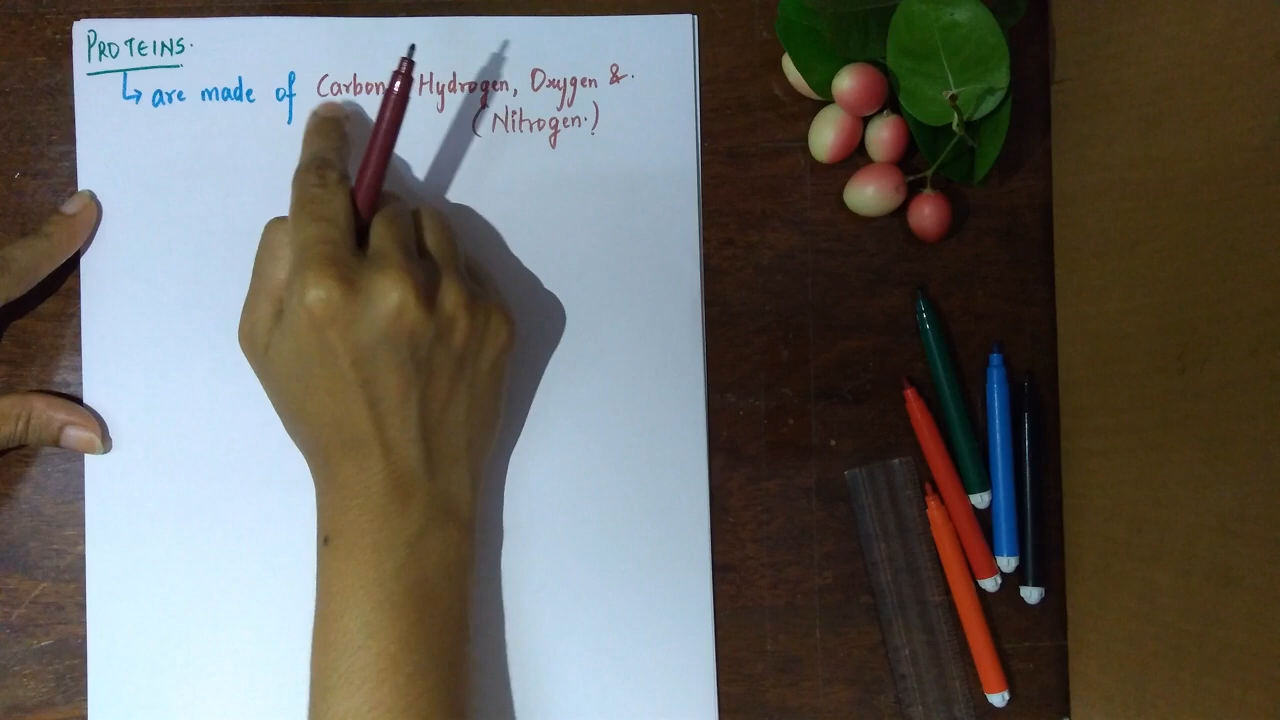 PROTEINS.
↳ are made of Carbon, Hydrogen, Oxygen &.
(Nitrogen.)